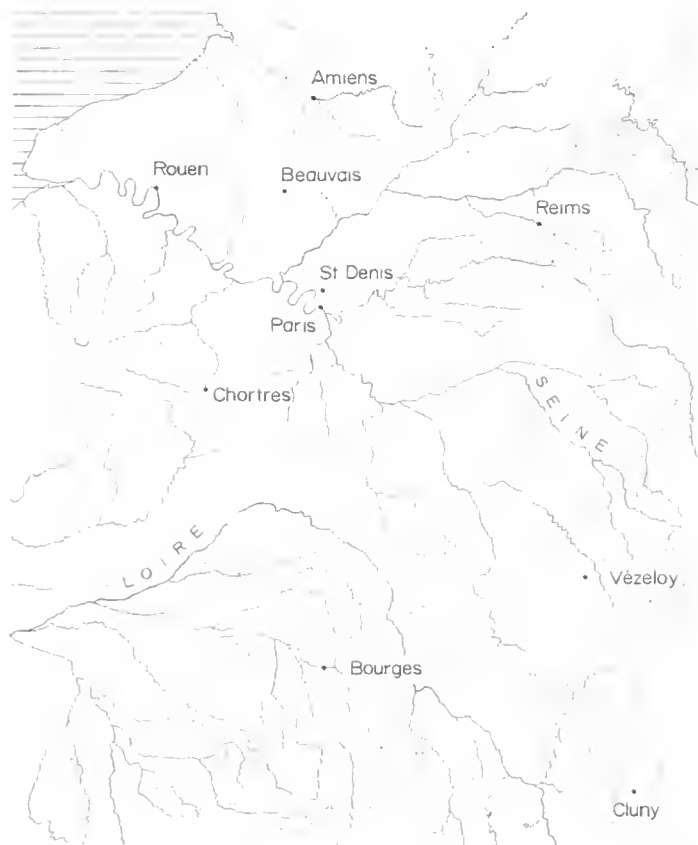 Amiens
Rouen
Beauvais
Reims
St Denis
Paris
Chortres
SEINE
LOIRE
Vézeloy
Bourges
Cluny